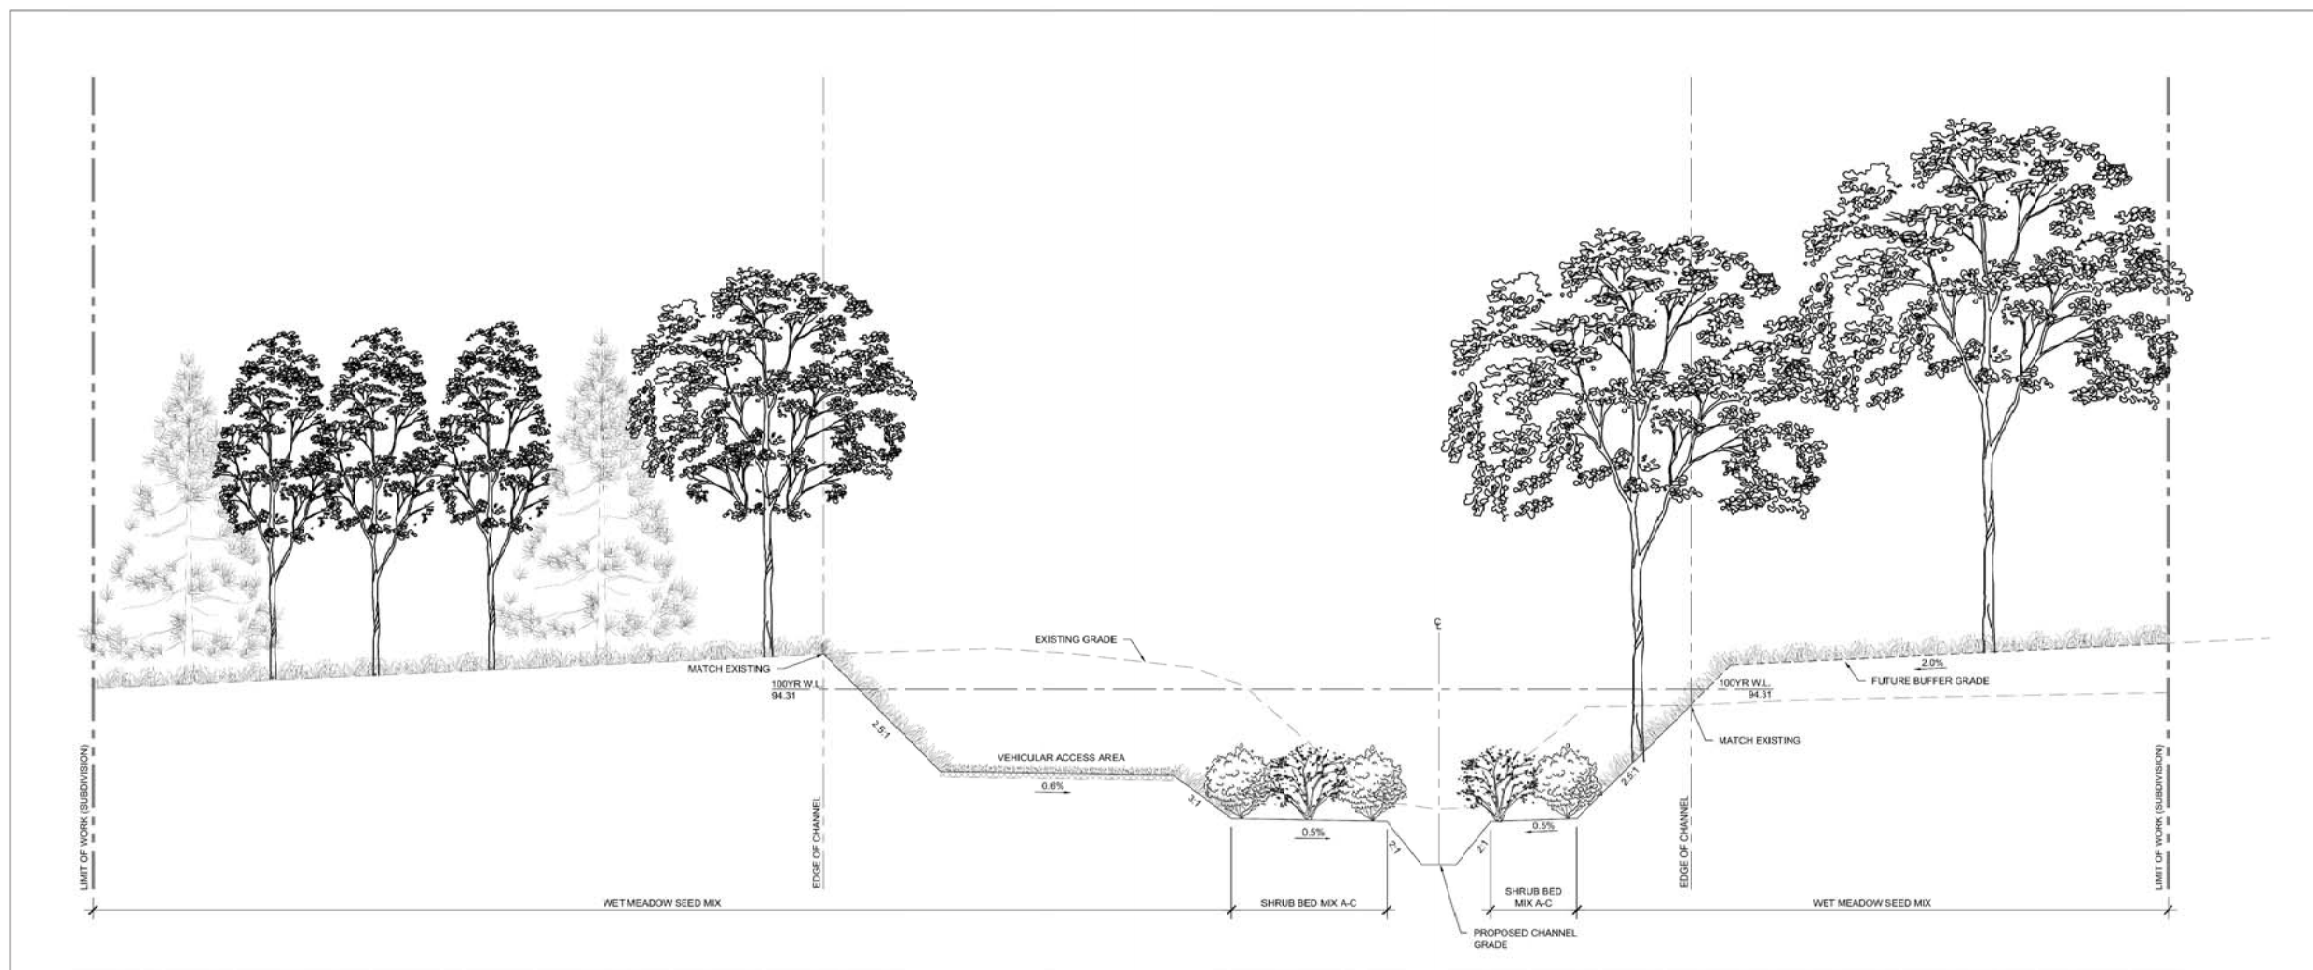 ℄
EXISTING GRADE
MATCH EXISTING
100YR W.L.
94.31
2.0%
FUTURE BUFFER GRADE
100YR W.L.
94.31
MATCH EXISTING
2.5:1
VEHICULAR ACCESS AREA
0.6%
3:1
0.5%
2:1
2:1
0.5%
2.5:1
LIMIT OF WORK (SUBDIVISION)
EDGE OF CHANNEL
EDGE OF CHANNEL
LIMIT OF WORK (SUBDIVISION)
WET MEADOW SEED MIX
SHRUB BED MIX A-C
SHRUB BED
MIX A-C
WET MEADOW SEED MIX
PROPOSED CHANNEL
GRADE